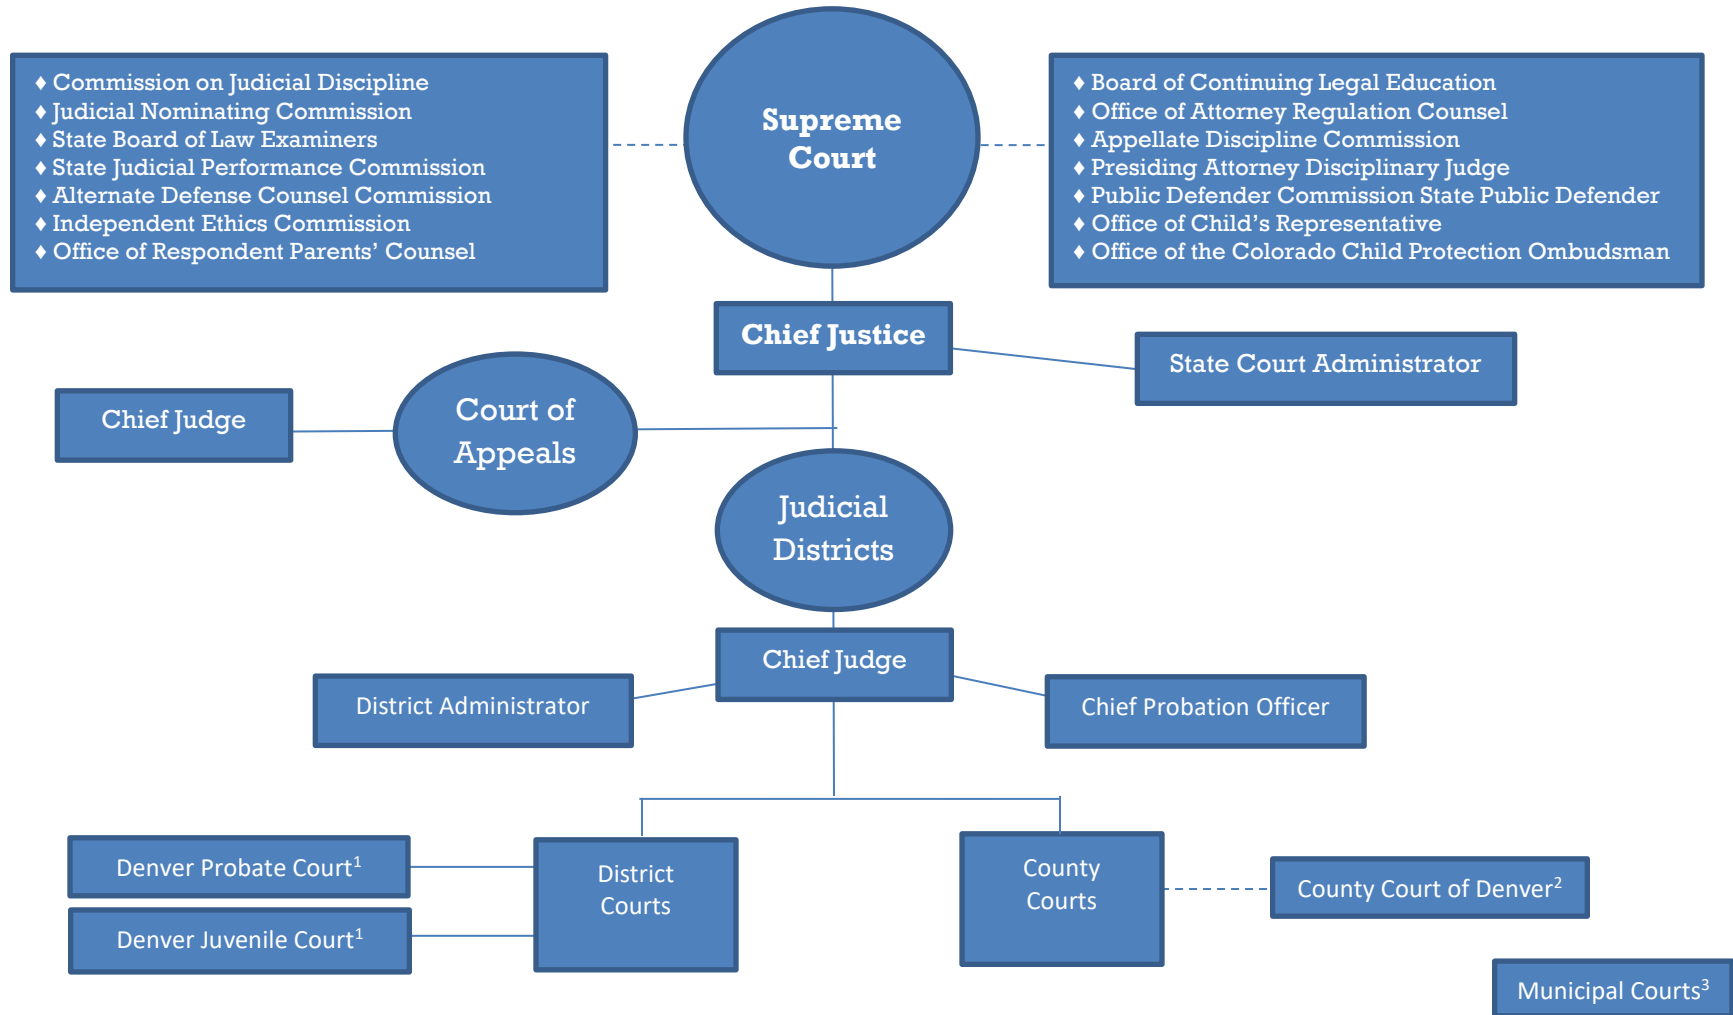 ♦ Commission on Judicial Discipline
♦ Judicial Nominating Commission
♦ State Board of Law Examiners
♦ State Judicial Performance Commission
♦ Alternate Defense Counsel Commission
♦ Independent Ethics Commission
♦ Office of Respondent Parents’ Counsel
Supreme
Court
♦ Board of Continuing Legal Education
♦ Office of Attorney Regulation Counsel
♦ Appellate Discipline Commission
♦ Presiding Attorney Disciplinary Judge
♦ Public Defender Commission State Public Defender
♦ Office of Child’s Representative
♦ Office of the Colorado Child Protection Ombudsman
Chief Justice
State Court Administrator
Chief Judge
Court of
Appeals
Judicial
Districts
Chief Judge
District Administrator
Chief Probation Officer
Denver Probate Court¹
Denver Juvenile Court¹
District
Courts
County
Courts
County Court of Denver²
Municipal Courts³